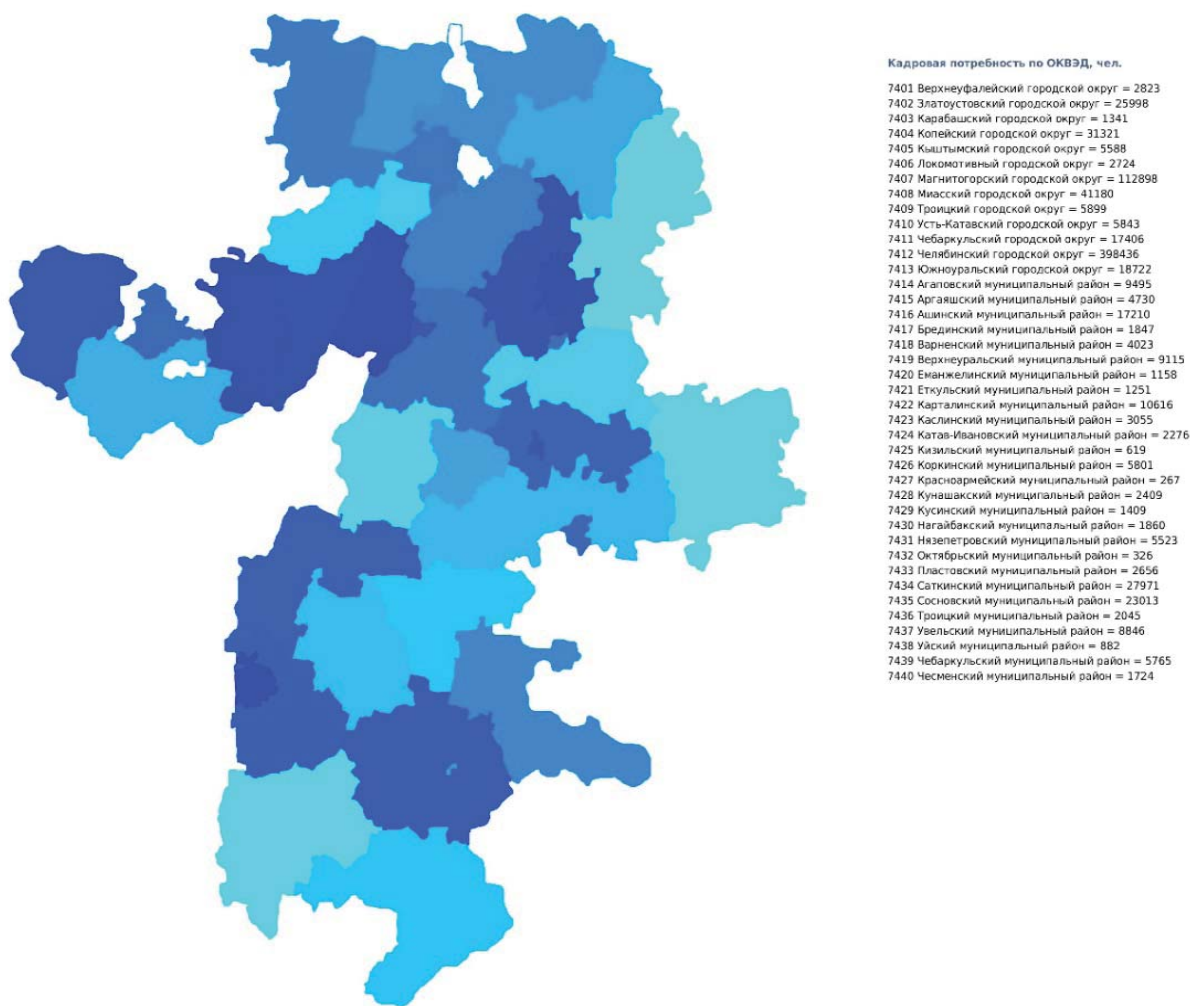 Кадровая потребность по ОКВЭД, чел.
7401 Верхнеуфалейский городской округ = 2823
7402 Златоустовский городской округ = 25998
7403 Карабашский городской округ = 1341
7404 Копейский городской округ = 31321
7405 Кыштымский городской округ = 5588
7406 Локомотивный городской округ = 2724
7407 Магнитогорский городской округ = 112898
7408 Миасский городской округ = 41180
7409 Троицкий городской округ = 5899
7410 Усть-Катавский городской округ = 5843
7411 Чебаркульский городской округ = 17406
7412 Челябинский городской округ = 398436
7413 Южноуральский городской округ = 18722
7414 Агаповский муниципальный район = 9495
7415 Аргаяшский муниципальный район = 4730
7416 Ашинский муниципальный район = 17210
7417 Брединский муниципальный район = 1847
7418 Варненский муниципальный район = 4023
7419 Верхнеуральский муниципальный район = 9115
7420 Еманжелинский муниципальный район = 1158
7421 Еткульский муниципальный район = 1251
7422 Карталинский муниципальный район = 10616
7423 Каслинский муниципальный район = 3055
7424 Катав-Ивановский муниципальный район = 2276
7425 Кизильский муниципальный район = 619
7426 Коркинский муниципальный район = 5801
7427 Красноармейский муниципальный район = 267
7428 Кунашакский муниципальный район = 2409
7429 Кусинский муниципальный район = 1409
7430 Нагайбакский муниципальный район = 1860
7431 Нязепетровский муниципальный район = 5523
7432 Октябрьский муниципальный район = 326
7433 Пластовский муниципальный район = 2656
7434 Саткинский муниципальный район = 27971
7435 Сосновский муниципальный район = 23013
7436 Троицкий муниципальный район = 2045
7437 Увельский муниципальный район = 8846
7438 Уйский муниципальный район = 882
7439 Чебаркульский муниципальный район = 5765
7440 Чесменский муниципальный район = 1724